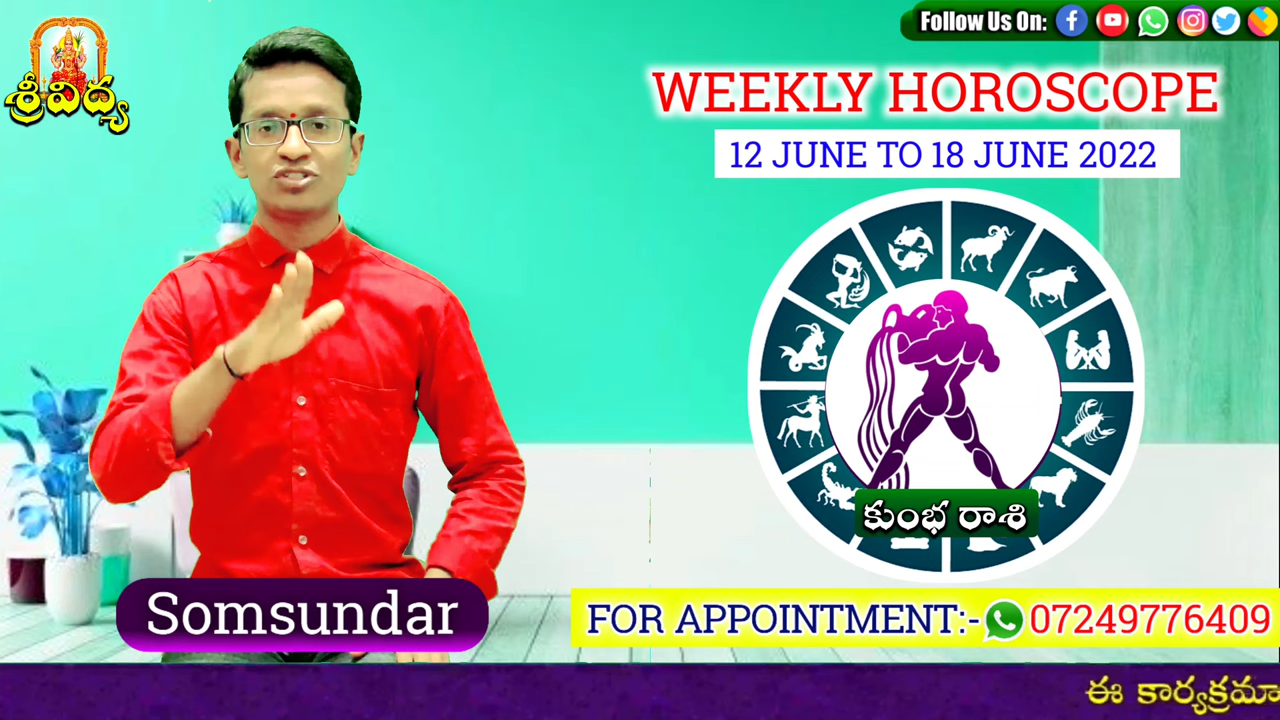 Follow Us On:
శ్రీవిద్య
WEEKLY HOROSCOPE
12 JUNE TO 18 JUNE 2022
కుంభ రాశి
Somsundar
FOR APPOINTMENT:- 07249776409
ఈ కార్యక్రమా